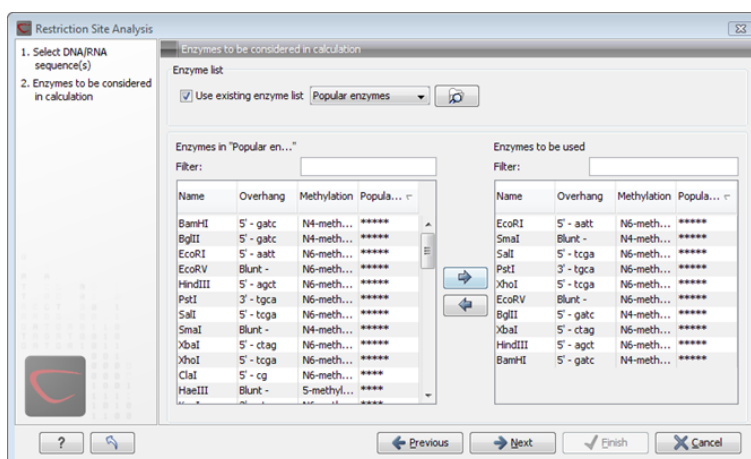 Restriction Site Analysis
1. Select DNA/RNA
sequence(s)
2. Enzymes to be considered
in calculation
Enzymes to be considered in calculation
Enzyme list
Use existing enzyme list Popular enzymes
Enzymes in "Popular en..."
Filter:
Name Overhang Methylation Popula...
BamHI 5' - gatc N4-meth... *****
BglII 5' - gatc N4-meth... *****
EcoRI 5' - aatt N6-meth... *****
EcoRV Blunt - N6-meth... *****
HindIII 5' - agct N6-meth... *****
PstI 3' - tgca N6-meth... *****
SalI 5' - tcga N6-meth... *****
SmaI Blunt - N4-meth... *****
XbaI 5' - ctag N6-meth... *****
XhoI 5' - tcga N6-meth... *****
ClaI 5' - cg N6-meth... ****
HaeIII Blunt - 5-methyl... ****
Enzymes to be used
Filter:
Name Overhang Methylation Popula...
EcoRI 5' - aatt N6-meth... *****
SmaI Blunt - N4-meth... *****
SalI 5' - tcga N6-meth... *****
PstI 3' - tgca N6-meth... *****
XhoI 5' - tcga N6-meth... *****
EcoRV Blunt - N6-meth... *****
BglII 5' - gatc N4-meth... *****
XbaI 5' - ctag N6-meth... *****
HindIII 5' - agct N6-meth... *****
BamHI 5' - gatc N4-meth... *****
? Previous Next Finish Cancel